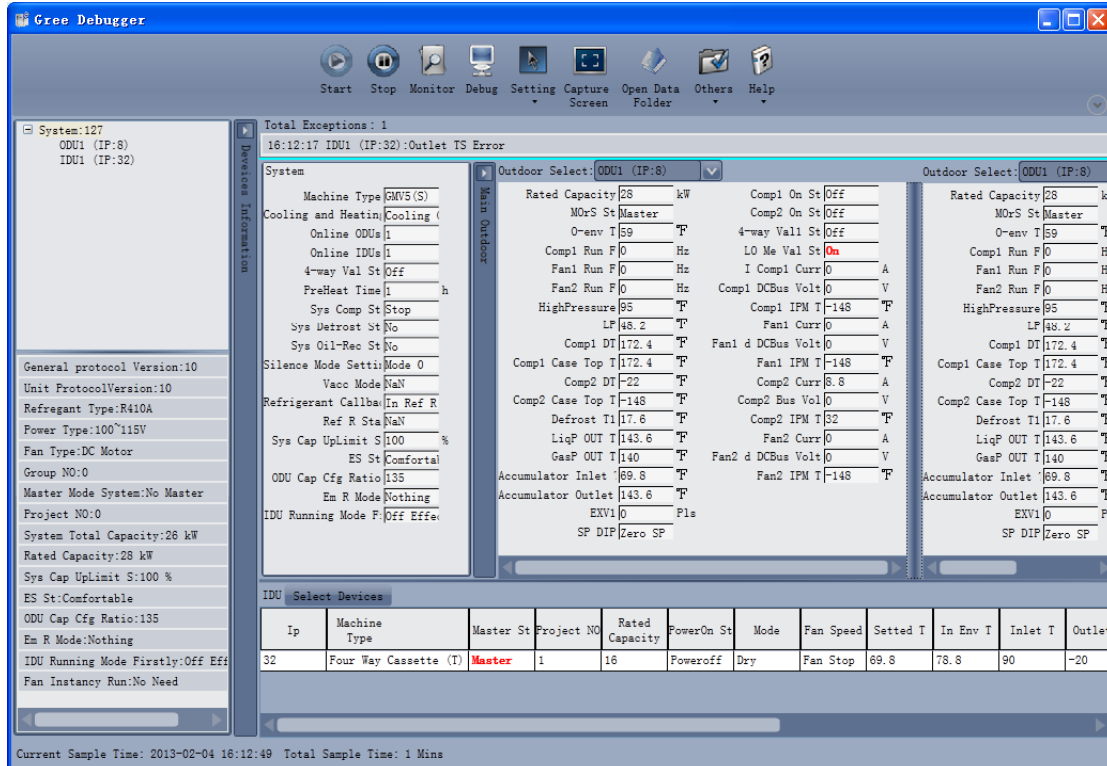 Gree Debugger
Start Stop Monitor Debug Setting Capture Screen Open Data Folder Others Help
System:127
ODU1 (IP:8)
IDU1 (IP:32)
Deveices Information
Total Exceptions: 1
16:12:17 IDU1 (IP:32):Outlet TS Error
System
Machine Type GMV5(S)
Cooling and Heating Cooling (
Online ODUs 1
Online IDUs 1
4-way Val St Off
PreHeat Time 1 h
Sys Comp St Stop
Sys Defrost St No
Sys Oil-Rec St No
Silence Mode Setti Mode 0
Vacc Mode NaN
Refrigerant Callba In Ref R
Ref R Sta NaN
Sys Cap UpLimit S 100 %
ES St Comfortal
ODU Cap Cfg Ratio 135
Em R Mode Nothing
IDU Running Mode F: Off Effe
Main Outdoor
Outdoor Select: ODU1 (IP:8)
Rated Capacity 28 kW
MOrS St Master
O-env T 59 ℉
Comp1 Run F 0 Hz
Fan1 Run F 0 Hz
Fan2 Run F 0 Hz
HighPressure 95 ℉
LP 48.2 ℉
Comp1 DT 172.4 ℉
Comp1 Case Top T 172.4 ℉
Comp2 DT -22 ℉
Comp2 Case Top T -148 ℉
Defrost T1 17.6 ℉
LiqP OUT T 143.6 ℉
GasP OUT T 140 ℉
Accumulator Inlet 69.8 ℉
Accumulator Outlet 143.6 ℉
EXV1 0 Pls
SP DIP Zero SP
Comp1 On St Off
Comp2 On St Off
4-way Val1 St Off
LO Me Val St On
I Comp1 Curr 0 A
Comp1 DCBus Volt 0 V
Comp1 IPM T -148 ℉
Fan1 Curr 0 A
Fan1 d DCBus Volt 0 V
Fan1 IPM T -148 ℉
Comp2 Curr 8.8 A
Comp2 Bus Vol 0 V
Comp2 IPM T 32 ℉
Fan2 Curr 0 A
Fan2 d DCBus Volt 0 V
Fan2 IPM T -148 ℉
Outdoor Select: ODU1 (IP:8)
Rated Capacity 28 k
MOrS St Master
O-env T 59
Comp1 Run F 0 H
Fan1 Run F 0 H
Fan2 Run F 0 H
HighPressure 95
LP 48.2
Comp1 DT 172.4
Comp1 Case Top T 172.4
Comp2 DT -22
Comp2 Case Top T -148
Defrost T1 17.6
LiqP OUT T 143.6
GasP OUT T 140
Accumulator Inlet 69.8
Accumulator Outlet 143.6
EXV1 0 P
SP DIP Zero SP
General protocol Version:10
Unit ProtocolVersion:10
Refregant Type:R410A
Power Type:100~115V
Fan Type:DC Motor
Group NO:0
Master Mode System:No Master
Project NO:0
System Total Capacity:26 kW
Rated Capacity:28 kW
Sys Cap UpLimit S:100 %
ES St:Comfortable
ODU Cap Cfg Ratio:135
Em R Mode:Nothing
IDU Running Mode Firstly:Off Eff
Fan Instancy Run:No Need
IDU Select Devices
Ip Machine Type Master St Project NO Rated Capacity PowerOn St Mode Fan Speed Setted T In Env T Inlet T Outlet
32 Four Way Cassette (T) Master 1 16 Poweroff Dry Fan Stop 69.8 78.8 90 -20
Current Sample Time: 2013-02-04 16:12:49 Total Sample Time: 1 Mins